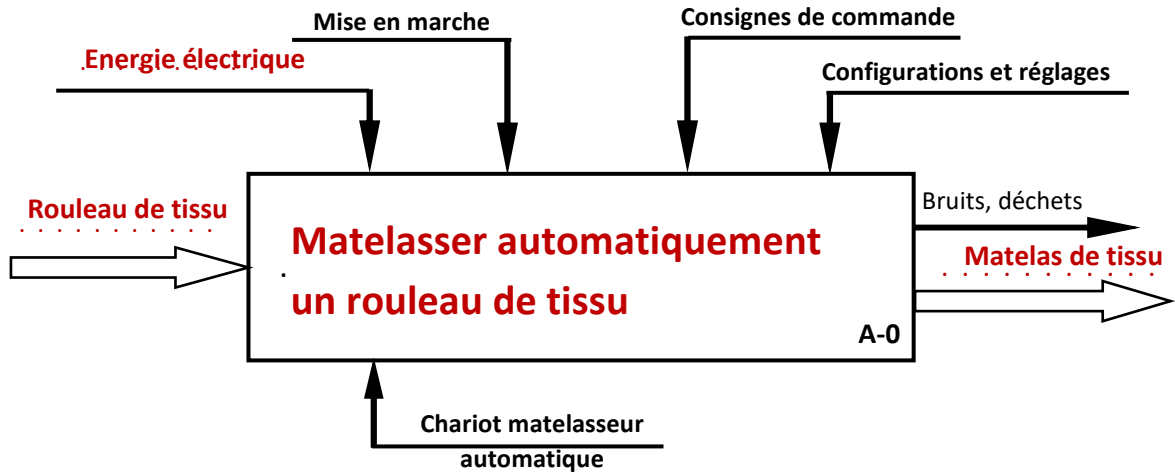 Mise en marche
Consignes de commande
Energie électrique
Configurations et réglages
Rouleau de tissu
Matelasser automatiquement
un rouleau de tissu
Bruits, déchets
Matelas de tissu
A-0
Chariot matelasseur
automatique